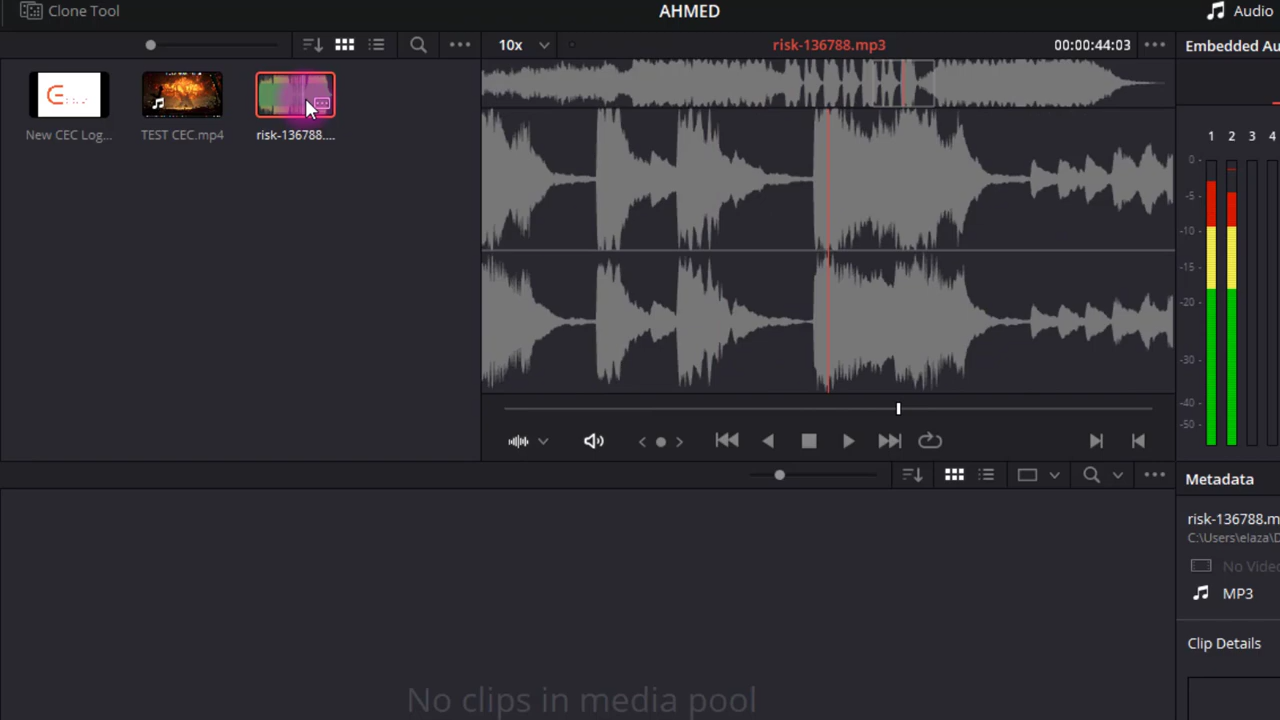 Clone Tool
AHMED
Audio
10x
risk-136788.mp3
00:00:44:03
Embedded Au
New CEC Log...
TEST CEC.mp4
risk-136788....
1 2 3 4
0
-5
-10
-15
-20
-30
-40
-50
Metadata
risk-136788.m
C:\Users\elaza\D
No Video
MP3
Clip Details
No clips in media pool